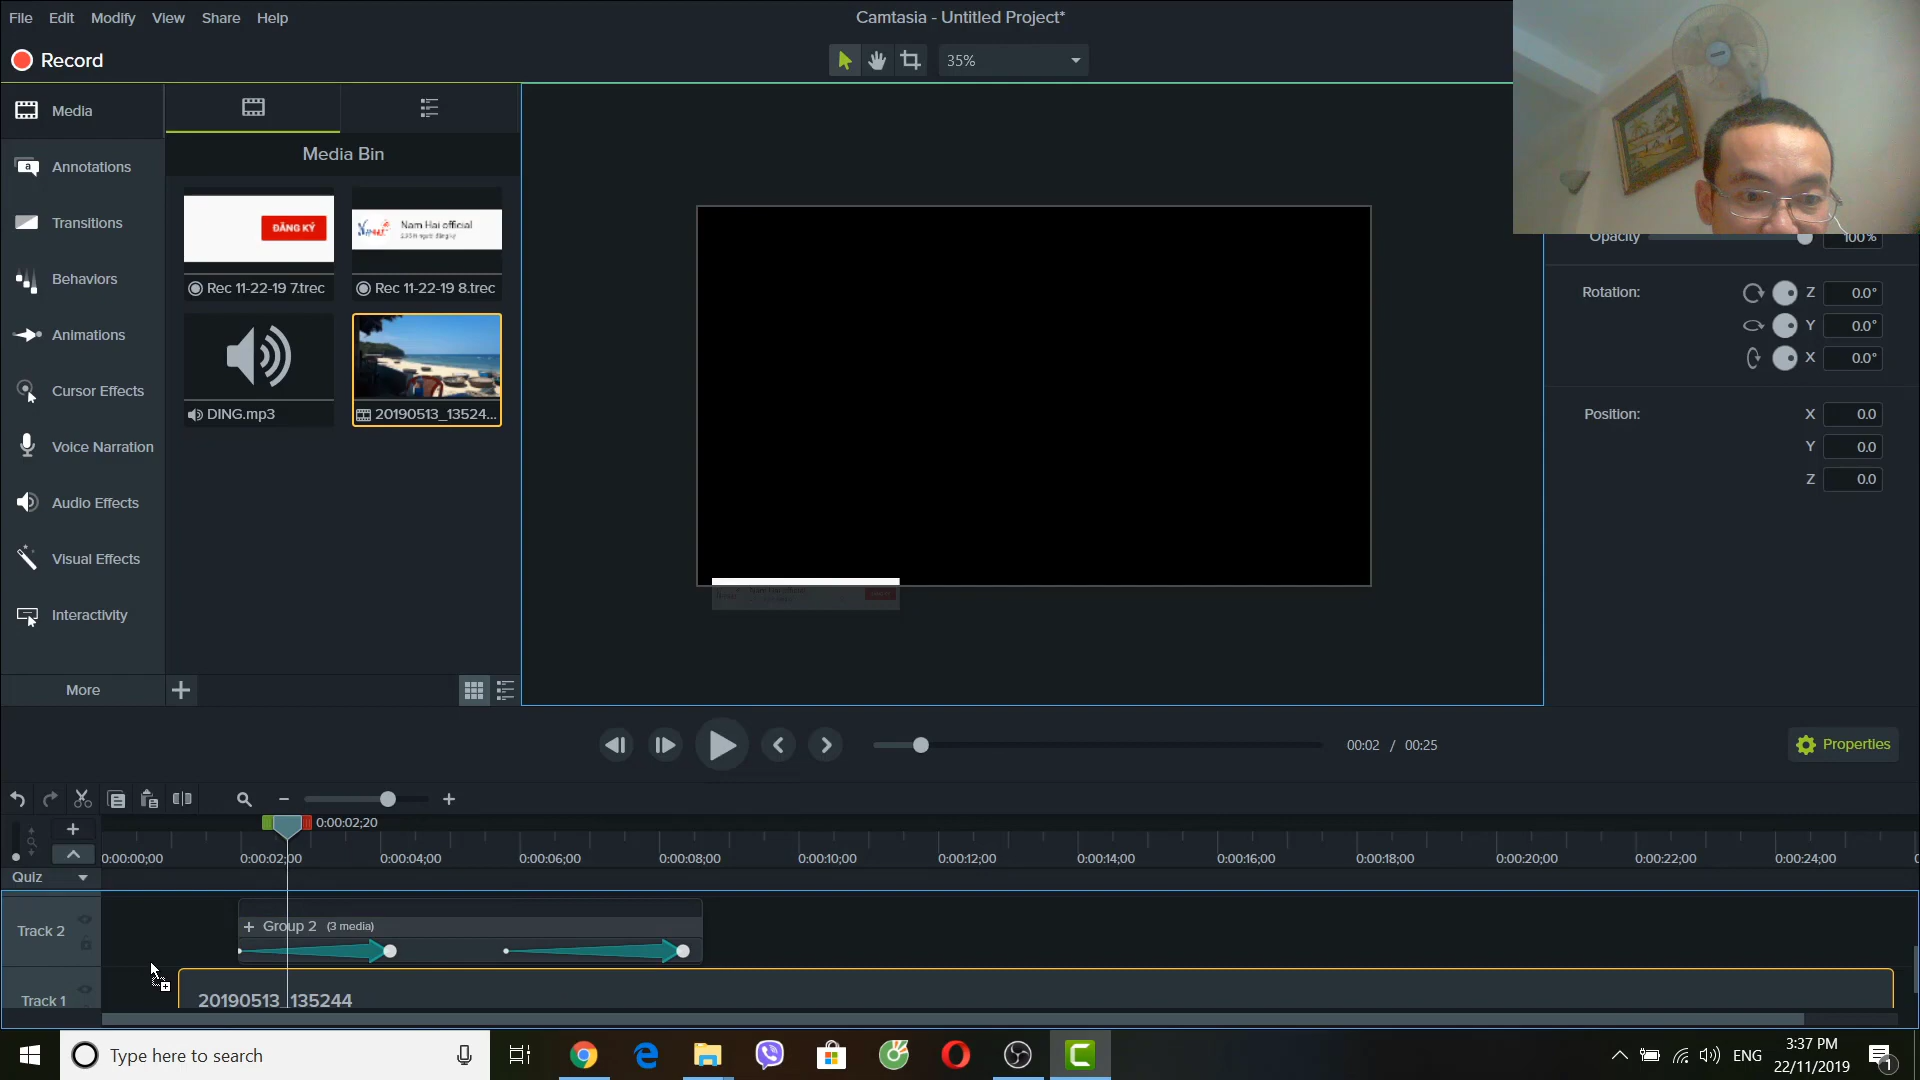 File Edit Modify View Share Help
Camtasia - Untitled Project*
Record
35%
Media
Annotations
Transitions
Behaviors
Animations
Cursor Effects
Voice Narration
Audio Effects
Visual Effects
Interactivity
More
Media Bin
ĐĂNG KÝ
Nam Hai official
Rec 11-22-19 7.trec
Rec 11-22-19 8.trec
DING.mp3
20190513_13524...
Opacity 100%
Rotation: Z 0.0°
Y 0.0°
X 0.0°
Position: X 0.0
Y 0.0
Z 0.0
00:02 / 00:25
Properties
0:00:02;20
0:00:00;00 0:00:02;00 0:00:04;00 0:00:06;00 0:00:08;00 0:00:10;00 0:00:12;00 0:00:14;00 0:00:16;00 0:00:18;00 0:00:20;00 0:00:22;00 0:00:24;00
Quiz
Track 2
Group 2 (3 media)
Track 1
20190513_135244
Type here to search
ENG
3:37 PM
22/11/2019
1